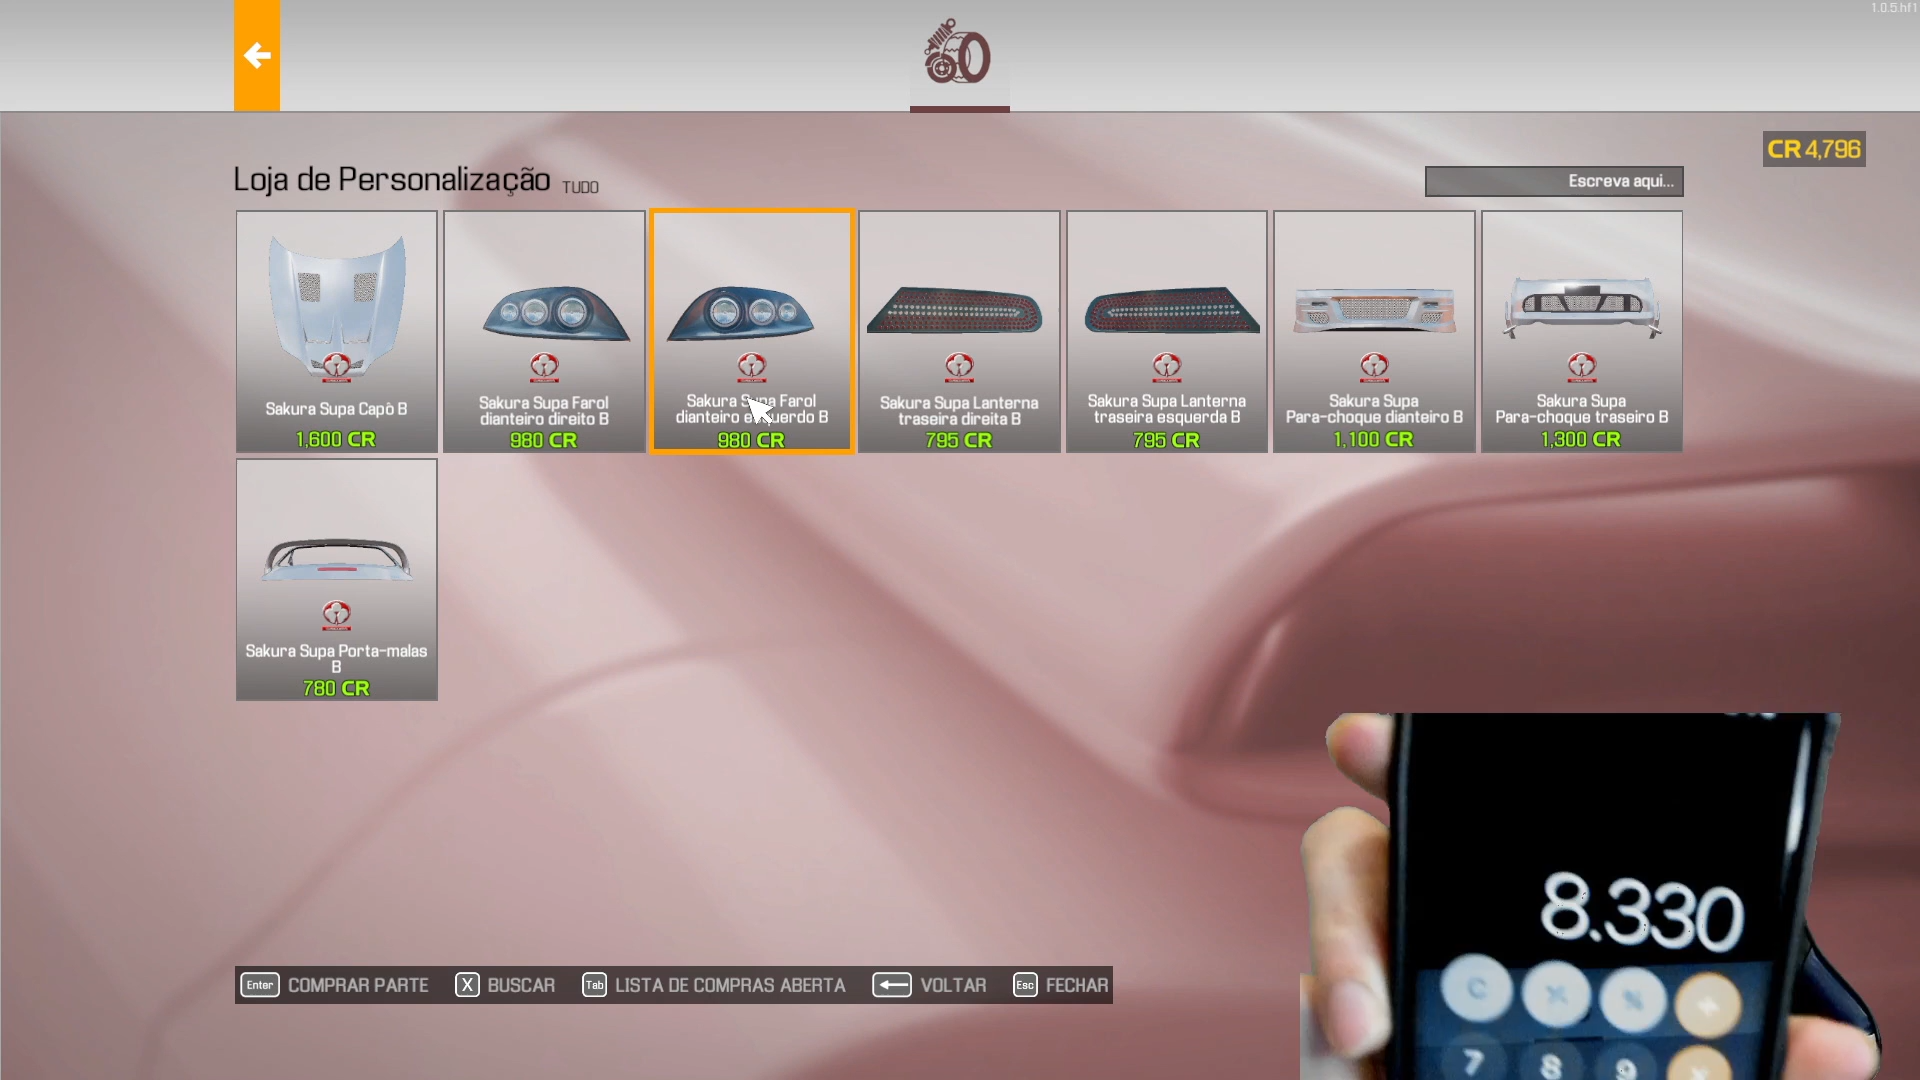 1.0.5.hf1
CR 4,796
Loja de Personalização TUDO
Escreva aqui...
Sakura Supa Capô B
1,600 CR
Sakura Supa Farol
dianteiro direito B
980 CR
Sakura Supa Farol
dianteiro esquerdo B
980 CR
Sakura Supa Lanterna
traseira direita B
795 CR
Sakura Supa Lanterna
traseira esquerda B
795 CR
Sakura Supa
Para-choque dianteiro B
1,100 CR
Sakura Supa
Para-choque traseiro B
1,300 CR
Sakura Supa Porta-malas
B
780 CR
8.330
C
7 8 9
Enter COMPRAR PARTE X BUSCAR Tab LISTA DE COMPRAS ABERTA VOLTAR Esc FECHAR